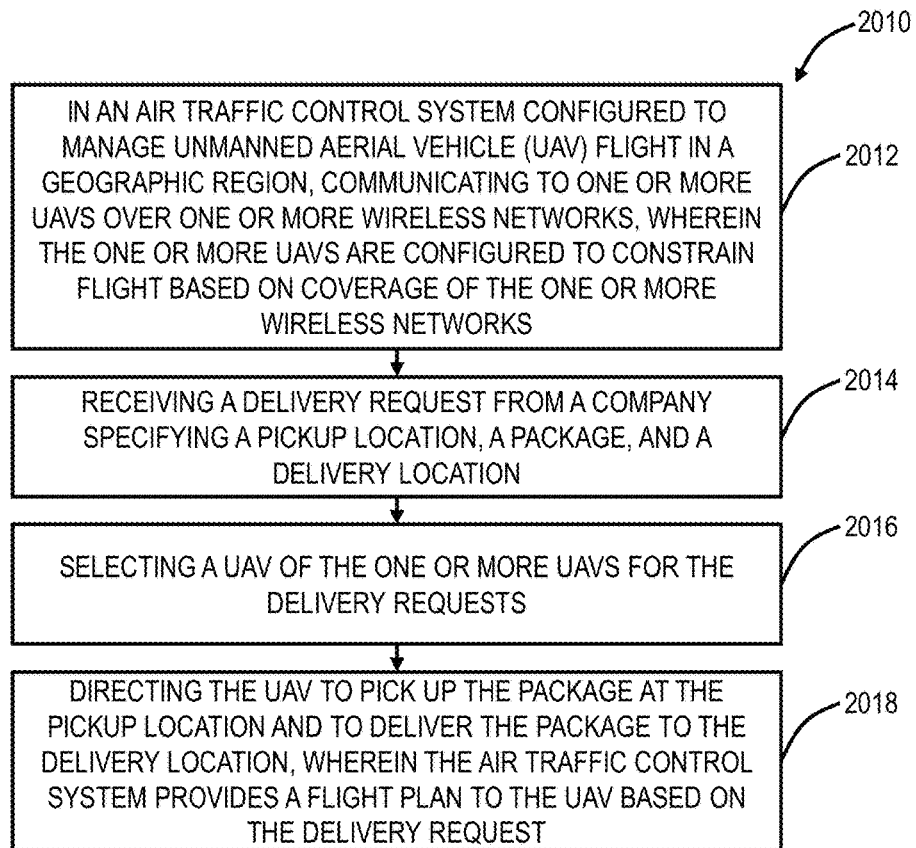 2010
IN AN AIR TRAFFIC CONTROL SYSTEM CONFIGURED TO
MANAGE UNMANNED AERIAL VEHICLE (UAV) FLIGHT IN A
GEOGRAPHIC REGION, COMMUNICATING TO ONE OR MORE
UAVS OVER ONE OR MORE WIRELESS NETWORKS, WHEREIN
THE ONE OR MORE UAVS ARE CONFIGURED TO CONSTRAIN
FLIGHT BASED ON COVERAGE OF THE ONE OR MORE
WIRELESS NETWORKS
2012
RECEIVING A DELIVERY REQUEST FROM A COMPANY
SPECIFYING A PICKUP LOCATION, A PACKAGE, AND A
DELIVERY LOCATION
2014
SELECTING A UAV OF THE ONE OR MORE UAVS FOR THE
DELIVERY REQUESTS
2016
DIRECTING THE UAV TO PICK UP THE PACKAGE AT THE
PICKUP LOCATION AND TO DELIVER THE PACKAGE TO THE
DELIVERY LOCATION, WHEREIN THE AIR TRAFFIC CONTROL
SYSTEM PROVIDES A FLIGHT PLAN TO THE UAV BASED ON
THE DELIVERY REQUEST
2018